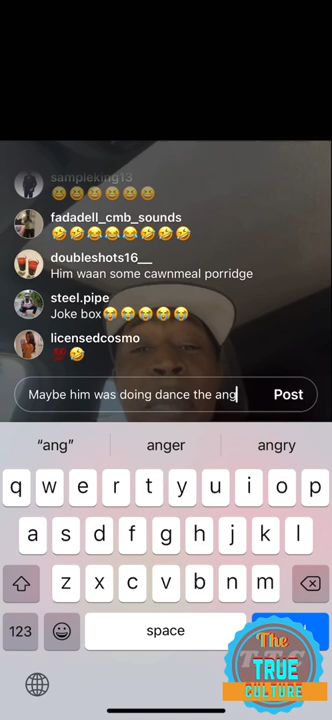 sampleking13
fadadell_cmb_sounds
doubleshots16__
Him waan some cawnmeal porridge
steel.pipe
Joke box
licensedcosmo
Maybe him was doing dance the ang
Post
“ang” anger angry
q w e r t y u i o p
a s d f g h j k l
z x c v b n m
123 space
The
TRUE
CULTURE